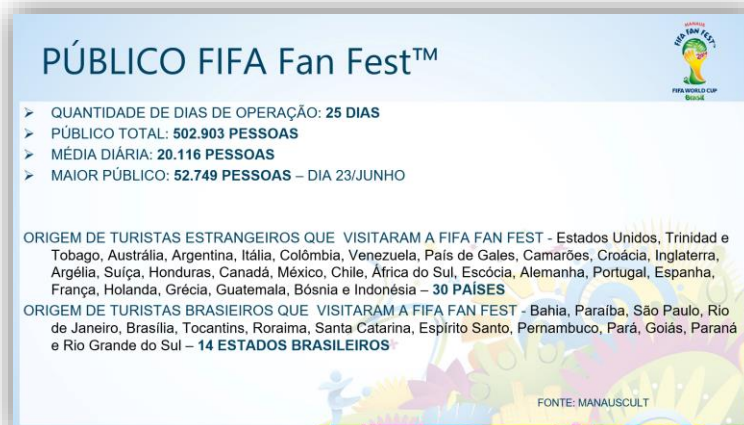 PÚBLICO FIFA Fan Fest™
MANAUS
FIFA FAN FEST
FIFA WORLD CUP
Brasil
➢ QUANTIDADE DE DIAS DE OPERAÇÃO: 25 DIAS
➢ PÚBLICO TOTAL: 502.903 PESSOAS
➢ MÉDIA DIÁRIA: 20.116 PESSOAS
➢ MAIOR PÚBLICO: 52.749 PESSOAS – DIA 23/JUNHO
ORIGEM DE TURISTAS ESTRANGEIROS QUE VISITARAM A FIFA FAN FEST - Estados Unidos, Trinidad e
Tobago, Austrália, Argentina, Itália, Colômbia, Venezuela, País de Gales, Camarões, Croácia, Inglaterra,
Argélia, Suíça, Honduras, Canadá, México, Chile, África do Sul, Escócia, Alemanha, Portugal, Espanha,
França, Holanda, Grécia, Guatemala, Bósnia e Indonésia – 30 PAÍSES
ORIGEM DE TURISTAS BRASIEIROS QUE VISITARAM A FIFA FAN FEST - Bahia, Paraíba, São Paulo, Rio
de Janeiro, Brasília, Tocantins, Roraima, Santa Catarina, Espírito Santo, Pernambuco, Pará, Goiás, Paraná
e Rio Grande do Sul – 14 ESTADOS BRASILEIROS
FONTE: MANAUSCULT